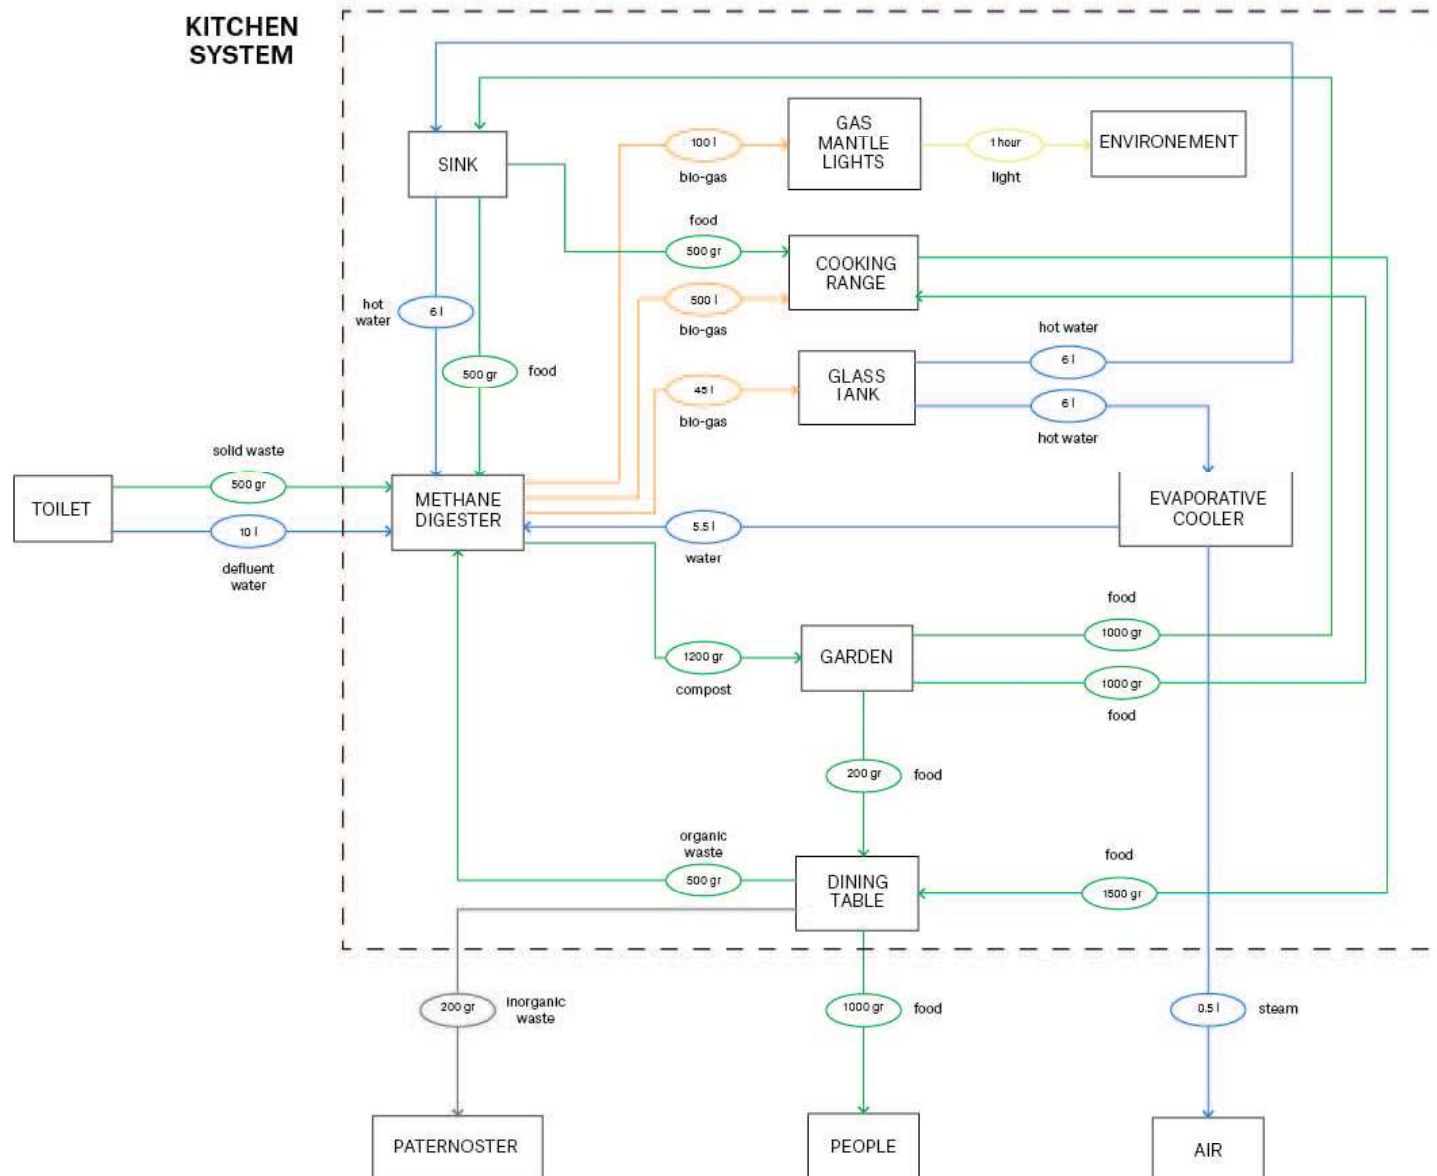 KITCHEN
SYSTEM
SINK
100 l
bio-gas
GAS
MANTLE
LIGHTS
1 hour
light
ENVIRONEMENT
food
500 gr
COOKING
RANGE
500 l
bio-gas
hot
water
6 l
500 gr
food
45 l
bio-gas
GLASS
TANK
hot water
6 l
6 l
hot water
solid waste
500 gr
TOILET
10 l
defluent
water
METHANE
DIGESTER
5.5 l
water
EVAPORATIVE
COOLER
1200 gr
compost
GARDEN
food
1000 gr
1000 gr
food
200 gr
food
organic
waste
500 gr
DINING
TABLE
food
1500 gr
200 gr
inorganic
waste
1000 gr
food
0.5 l
steam
PATERNOSTER
PEOPLE
AIR